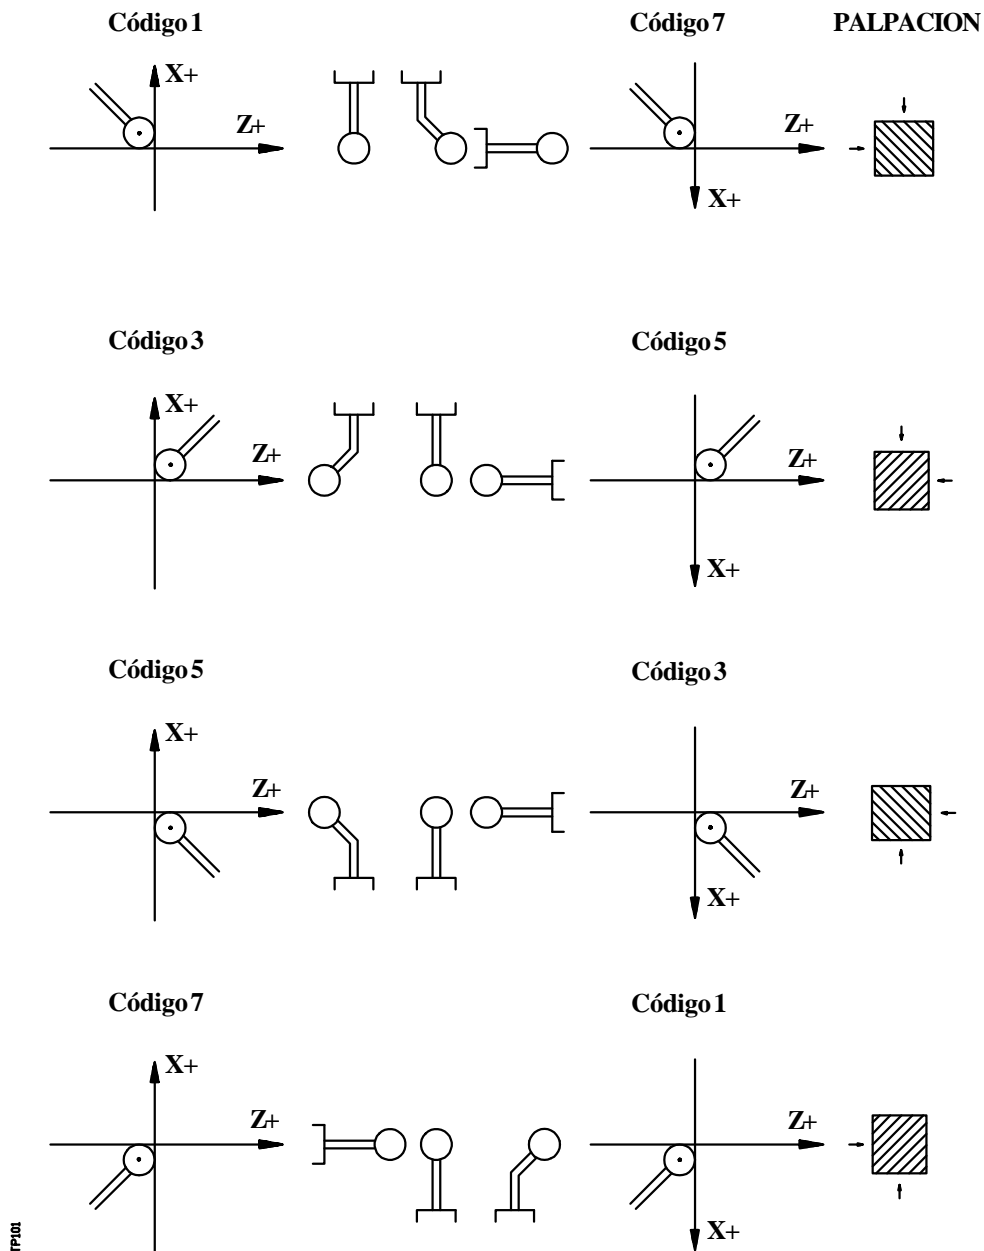 Código 1 Código 7 PALPACION
X+ Z+ Z+ X+
Código 3 Código 5
X+ Z+ Z+ X+
Código 5 Código 3
X+ Z+ Z+ X+
Código 7 Código 1
X+ Z+ Z+ X+
TP101